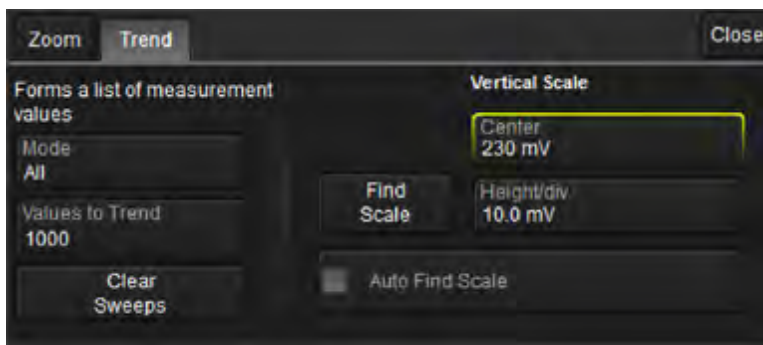 Zoom
Trend
Close
Forms a list of measurement
values
Mode
All
Values to Trend
1000
Clear
Sweeps
Vertical Scale
Center
230 mV
Find
Scale
Height/div
10.0 mV
Auto Find Scale